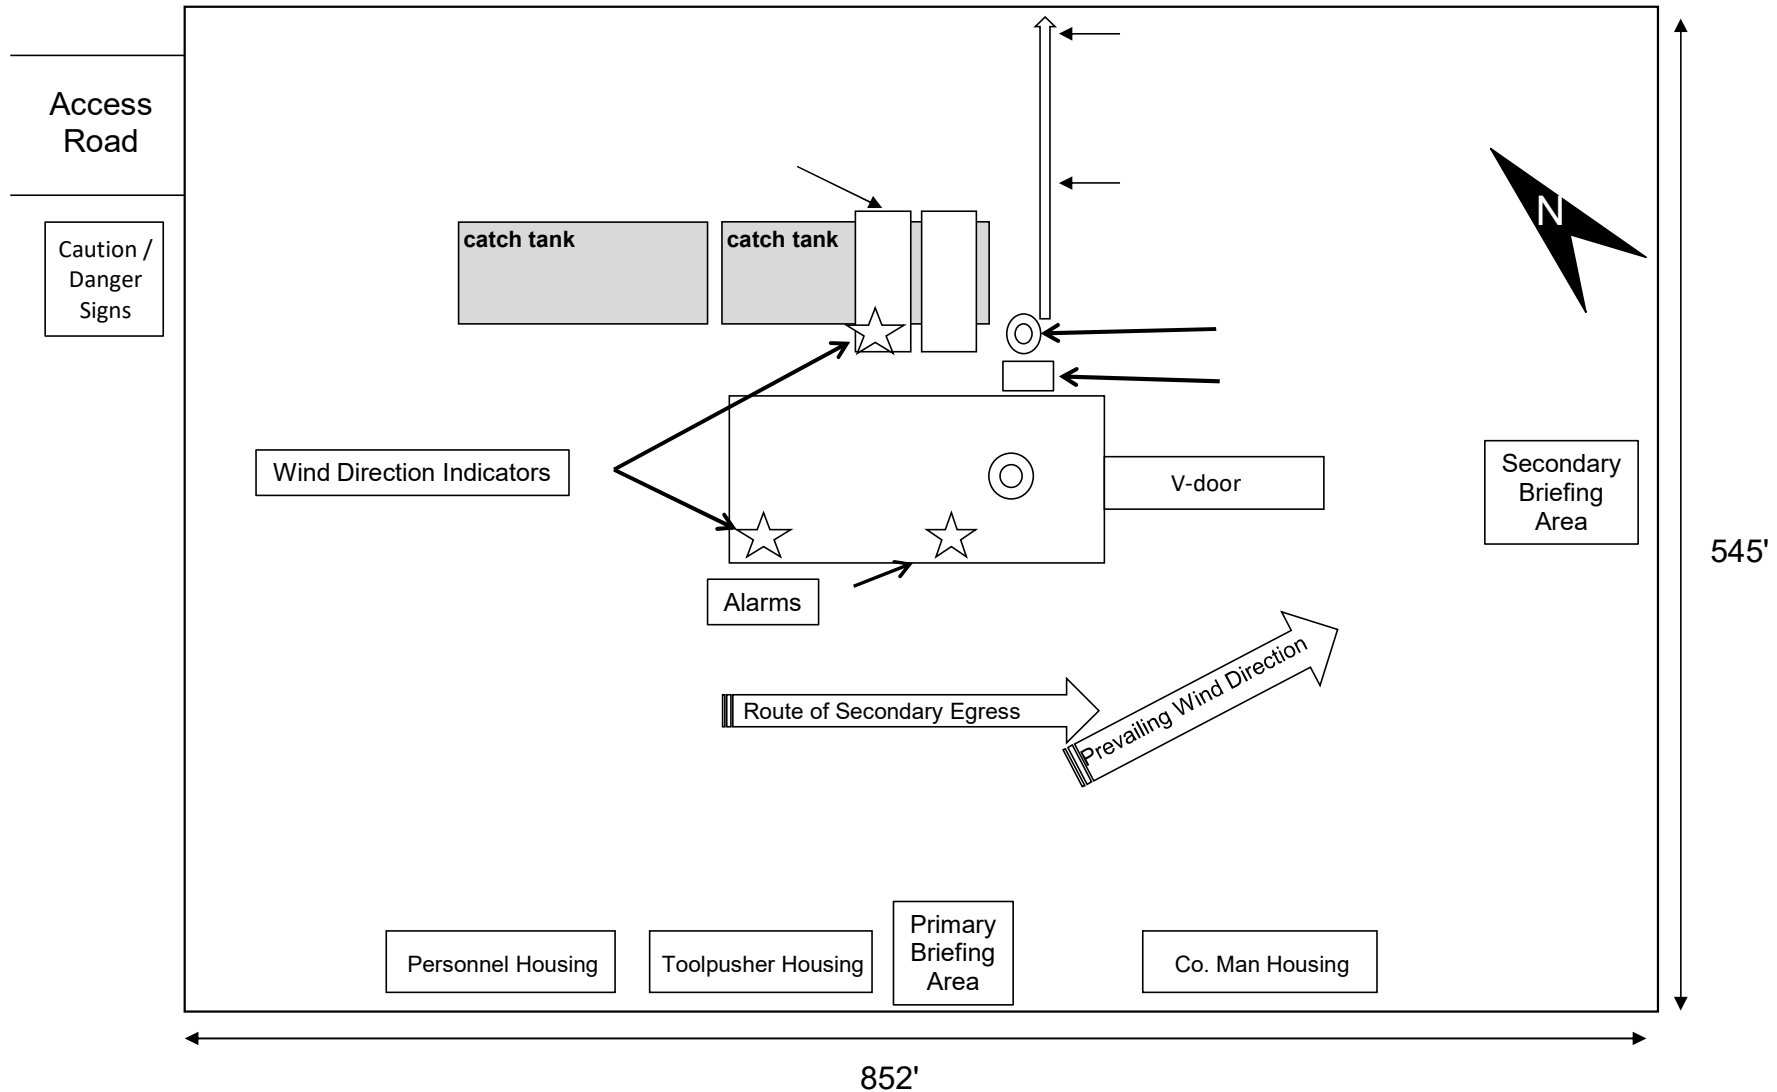 Access
Road
Caution /
Danger
Signs
catch tank
catch tank
N
Wind Direction Indicators
V-door
Secondary
Briefing
Area
545'
Alarms
Route of Secondary Egress
Prevailing Wind Direction
Personnel Housing
Toolpusher Housing
Primary
Briefing
Area
Co. Man Housing
852'